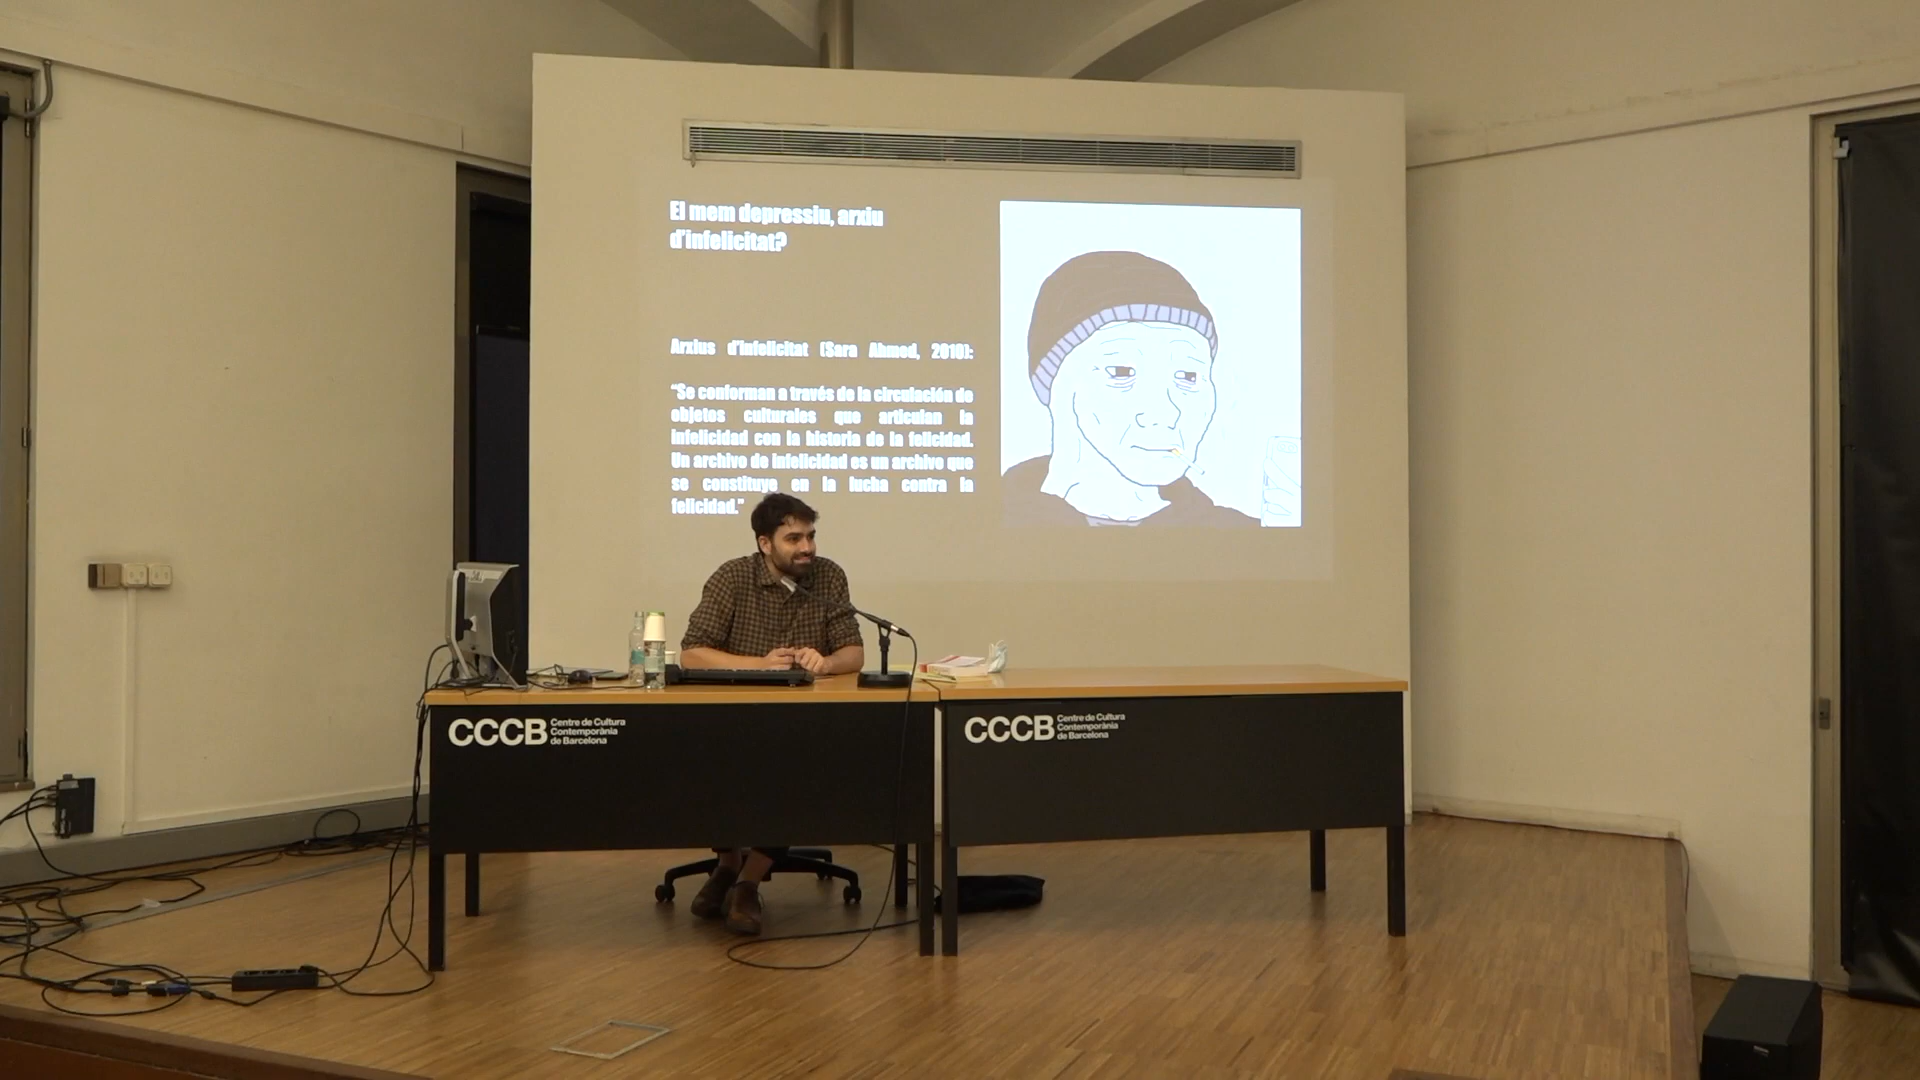 El mem depressiu, arxiu
d'infelicitat?
Arxius d'infelicitat (Sara Ahmed, 2010):
"Se conforman a través de la circulación de
objetos culturales que articulan la
infelicidad con la historia de la felicidad.
Un archivo de infelicidad es un archivo que
se constituye en la lucha contra la
felicidad."
CCCB Centre de Cultura
Contemporània
de Barcelona
CCCB Centre de Cultura
Contemporània
de Barcelona